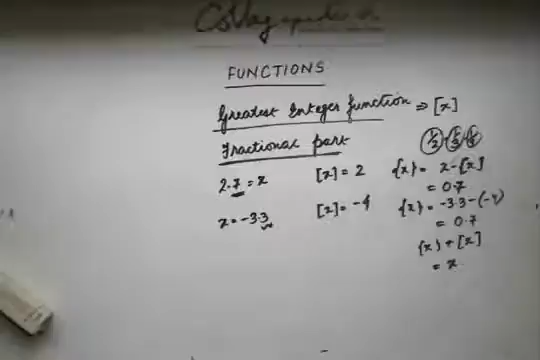 FUNCTIONS
Greatest Integer function ⇒ [x]
Fractional part
2.7 = x [x] = 2 {x} = x - [x]
= 0.7
x = -3.3 [x] = -4 {x} = -3.3 - (-4)
= 0.7
{x} + [x]
= x